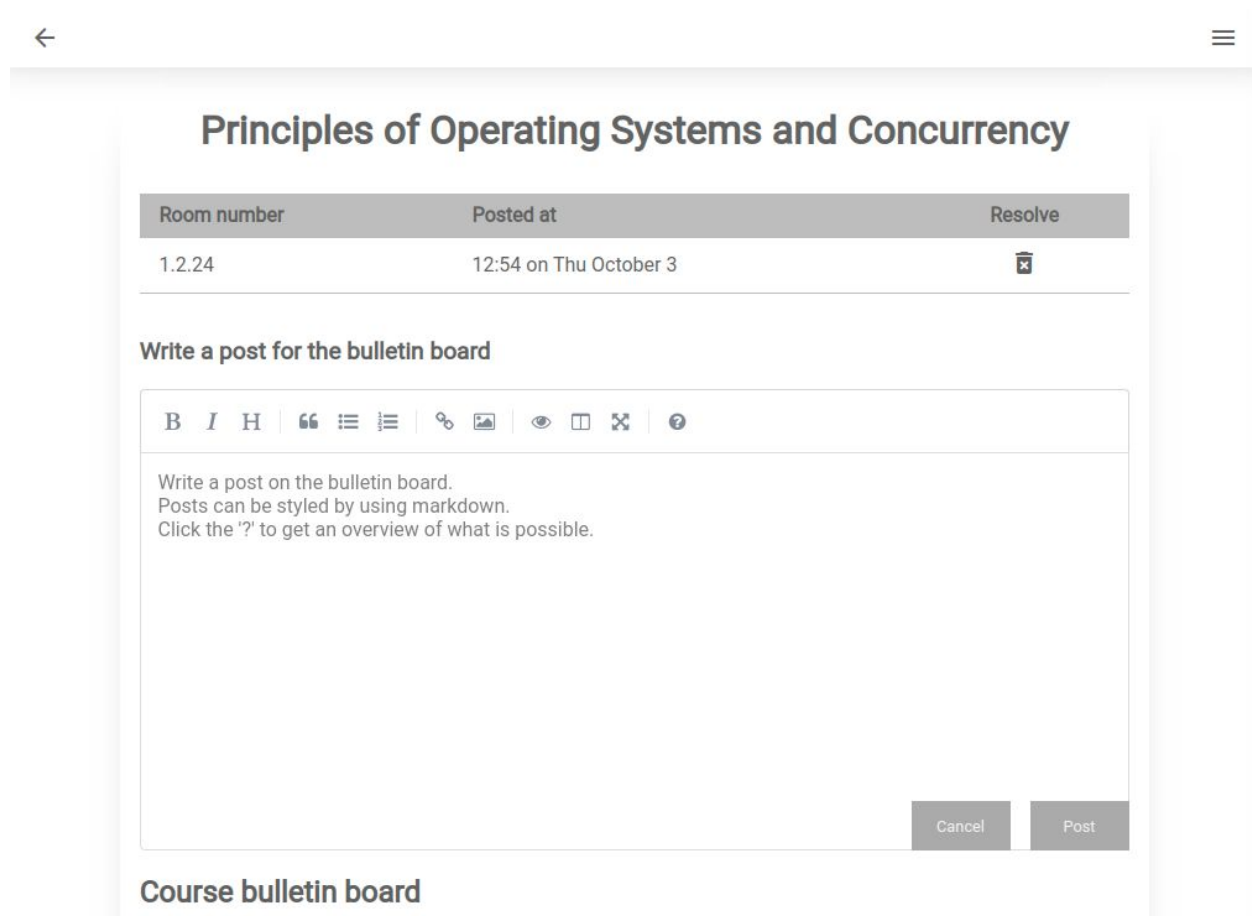 Principles of Operating Systems and Concurrency
Room number Posted at Resolve
1.2.24 12:54 on Thu October 3
Write a post for the bulletin board
B I H
Write a post on the bulletin board.
Posts can be styled by using markdown.
Click the '?' to get an overview of what is possible.
Cancel Post
Course bulletin board